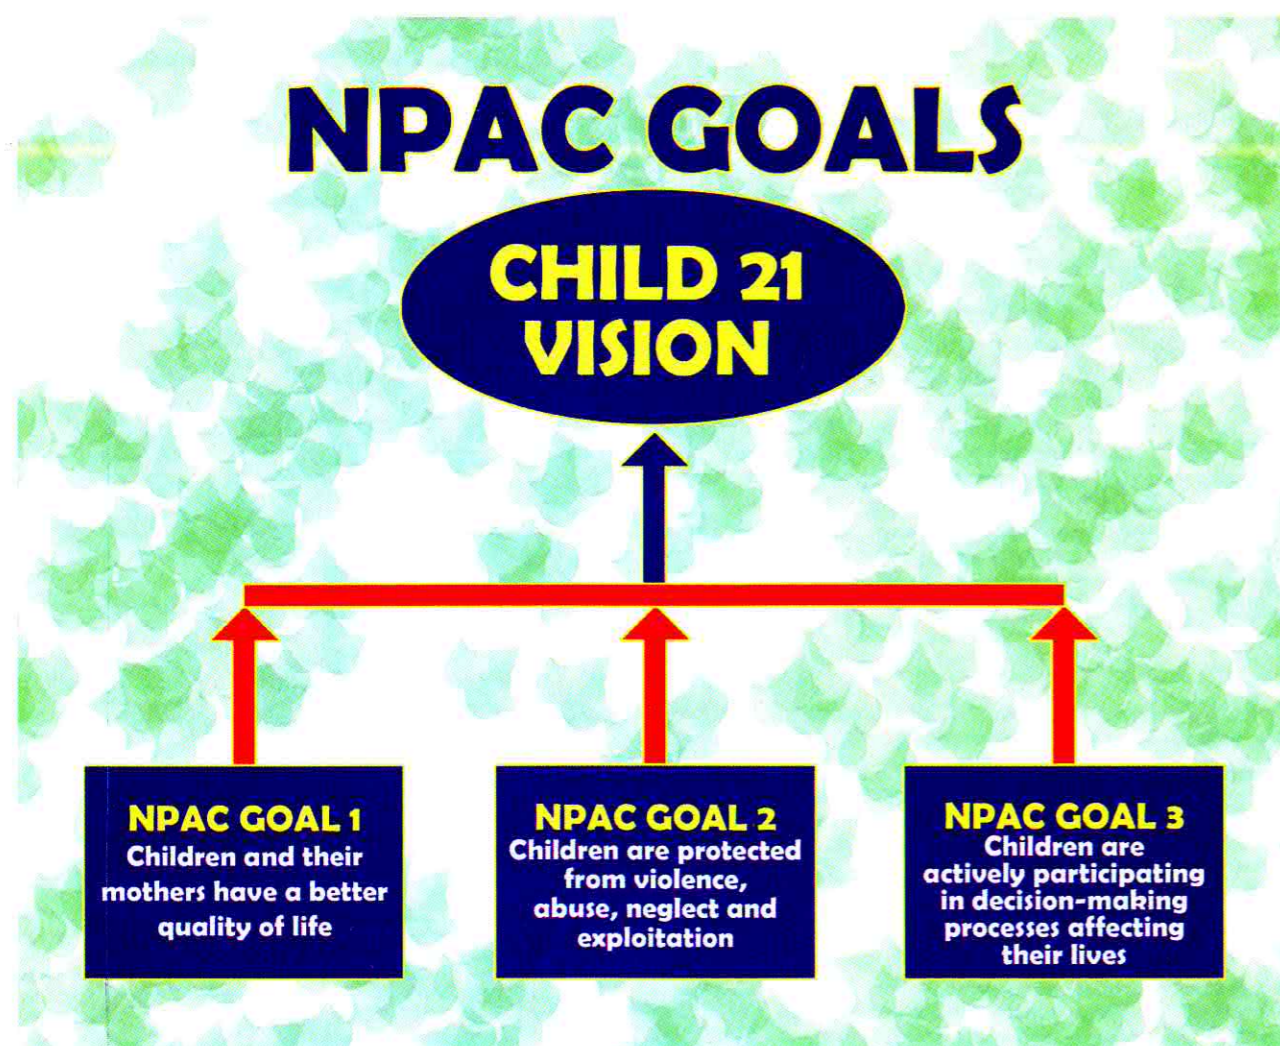 NPAC GOALS
CHILD 21
VISION
NPAC GOAL 1
Children and their
mothers have a better
quality of life
NPAC GOAL 2
Children are protected
from violence,
abuse, neglect and
exploitation
NPAC GOAL 3
Children are
actively participating
in decision-making
processes affecting
their lives